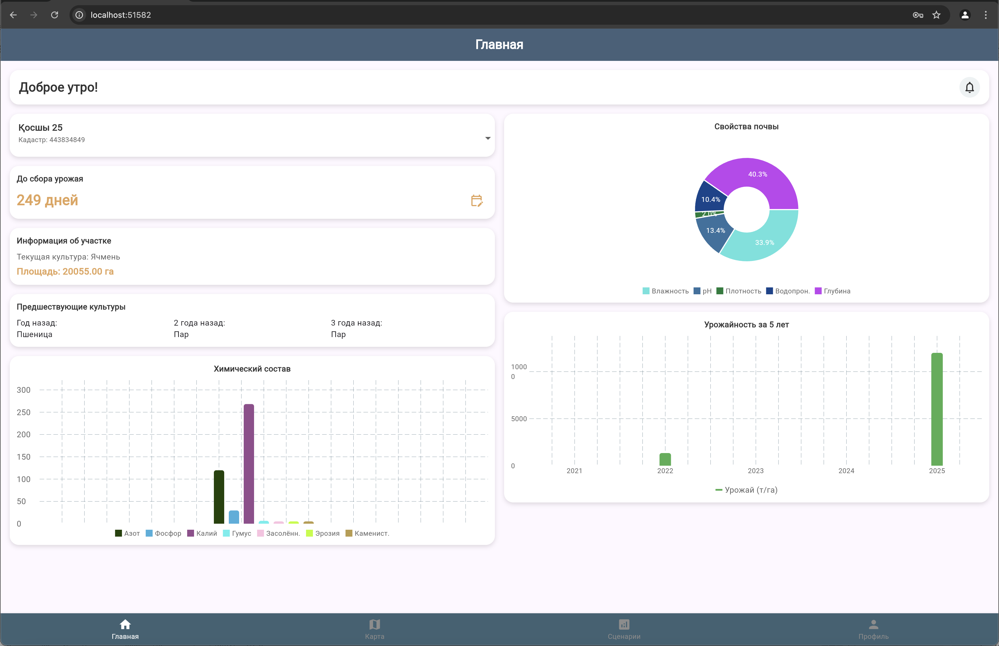 localhost:51582
Главная
Доброе утро!
Қосшы 25
Кадастр: 443834849
До сбора урожая
249 дней
Информация об участке
Текущая культура: Ячмень
Площадь: 20055.00 га
Предшествующие культуры
Год назад: 2 года назад: 3 года назад:
Пшеница Пар Пар
Химический состав
300
250
200
150
100
50
0
Азот Фосфор Калий Гумус Засолённ. Эрозия Каменист.
Свойства почвы
40.3%
10.4%
2.0%
13.4%
33.9%
Влажность pH Плотность Водопрон. Глубина
Урожайность за 5 лет
1000
0
5000
0
2021 2022 2023 2024 2025
Урожай (т/га)
Главная Карта Сценарии Профиль